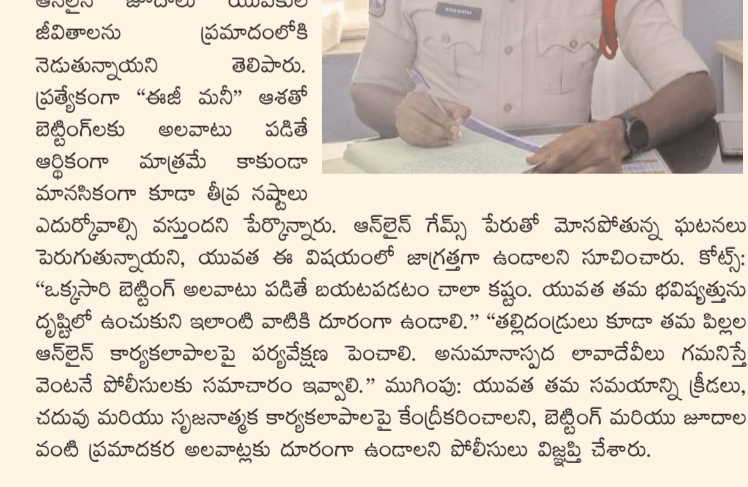 ఆన్‌లైన్ జూదాలు యువకుల
జీవితాలను ప్రమాదంలోకి
నెడుతున్నాయని తెలిపారు.
ప్రత్యేకంగా “ఈజీ మనీ” ఆశతో
బెట్టింగ్‌లకు అలవాటు పడితే
ఆర్థికంగా మాత్రమే కాకుండా
మానసికంగా కూడా తీవ్ర నష్టాలు
ఎదుర్కోవాల్సి వస్తుందని పేర్కొన్నారు. ఆన్‌లైన్ గేమ్స్ పేరుతో మోసపోతున్న ఘటనలు
పెరుగుతున్నాయని, యువత ఈ విషయంలో జాగ్రత్తగా ఉండాలని సూచించారు. కోట్స్:
“ఒక్కసారి బెట్టింగ్ అలవాటు పడితే బయటపడటం చాలా కష్టం. యువత తమ భవిష్యత్తును
దృష్టిలో ఉంచుకుని ఇలాంటి వాటికి దూరంగా ఉండాలి.” “తల్లిదండ్రులు కూడా తమ పిల్లల
ఆన్‌లైన్ కార్యకలాపాలపై పర్యవేక్షణ పెంచాలి. అనుమానాస్పద లావాదేవీలు గమనిస్తే
వెంటనే పోలీసులకు సమాచారం ఇవ్వాలి.” ముగింపు: యువత తమ సమయాన్ని క్రీడలు,
చదువు మరియు సృజనాత్మక కార్యకలాపాలపై కేంద్రీకరించాలని, బెట్టింగ్ మరియు జూదాల
వంటి ప్రమాదకర అలవాట్లకు దూరంగా ఉండాలని పోలీసులు విజ్ఞప్తి చేశారు.